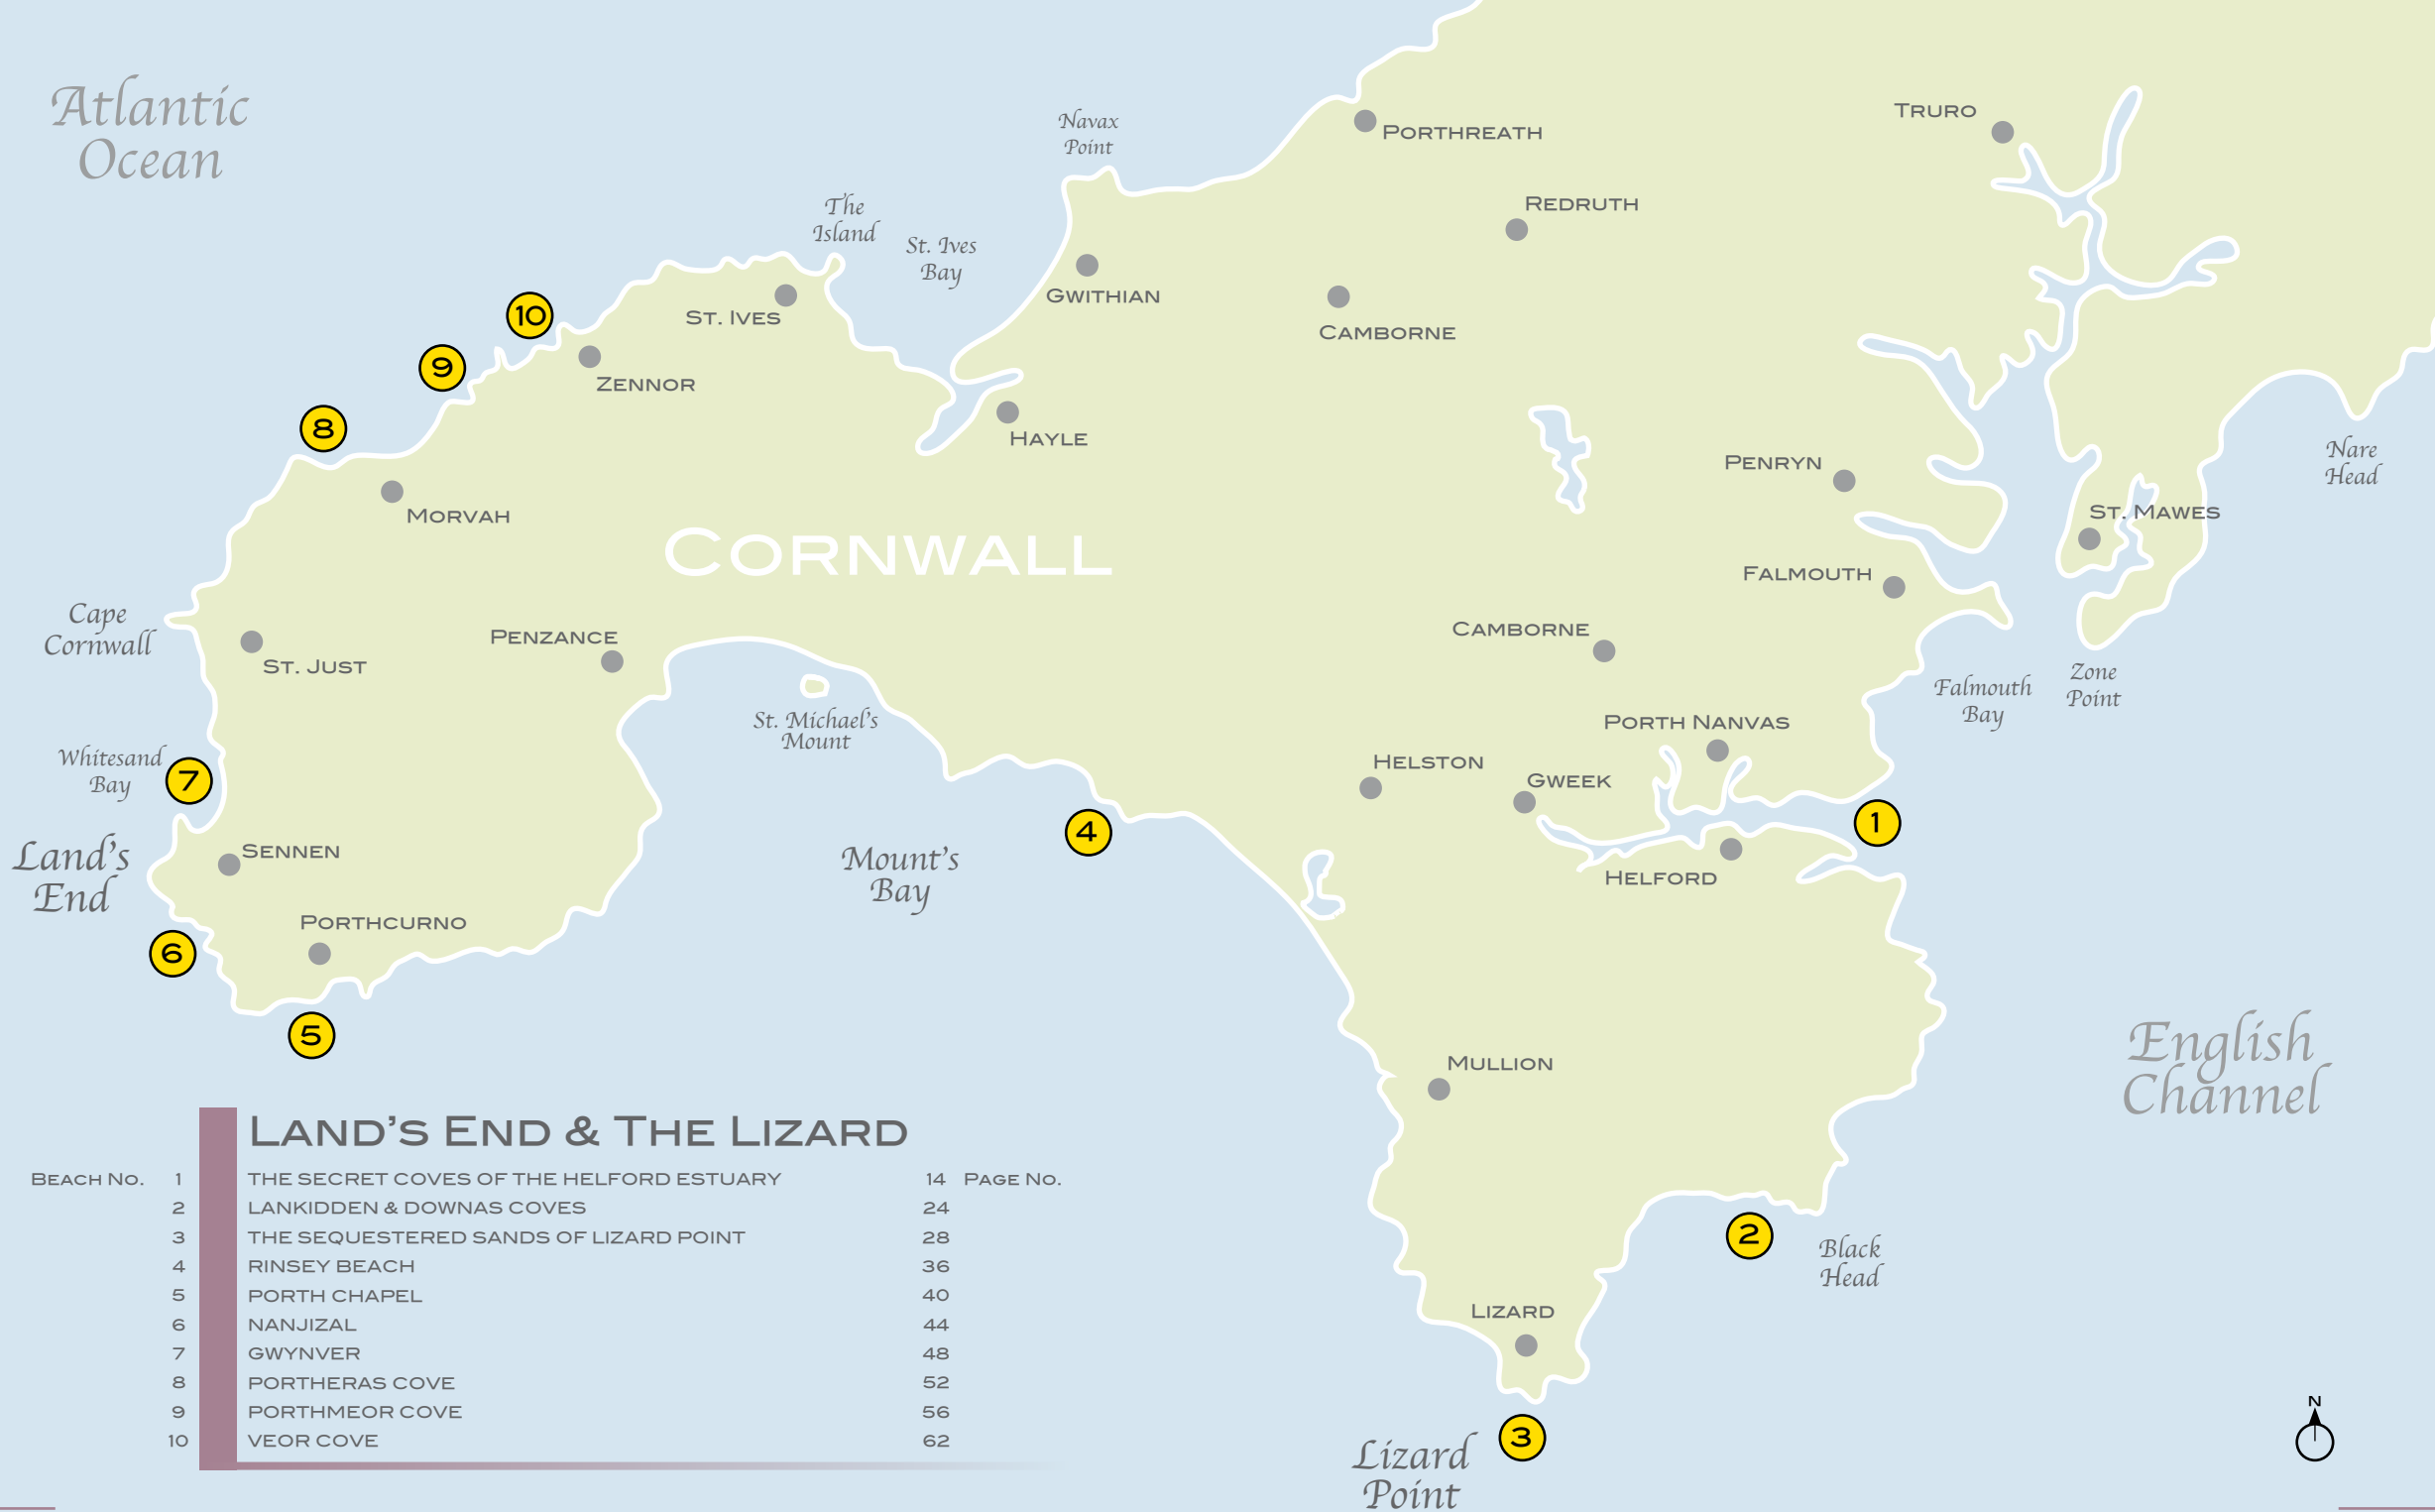 Atlantic
Ocean
Navax
Point
Porthreath
Truro
The
Island
St. Ives
Bay
Redruth
Gwithian
Camborne
10
St. Ives
9
Zennor
8
Hayle
Nare
Head
Penryn
Morvah
St. Mawes
Cornwall
Falmouth
Cape
Cornwall
St. Just
Penzance
Camborne
Zone
Point
Falmouth
Bay
St. Michael's
Mount
Porth Nanvas
Whitesand
Bay
7
Helston
Gweek
4
1
Land's
End
Sennen
Mount's
Bay
Helford
Porthcurno
6
5
English
Channel
Mullion
2
Black
Head
Lizard
3
Lizard
Point
N
Land's End & The Lizard
Beach No. 1 THE SECRET COVES OF THE HELFORD ESTUARY 14 Page No.
2 LANKIDDEN & DOWNAS COVES 24
3 THE SEQUESTERED SANDS OF LIZARD POINT 28
4 RINSEY BEACH 36
5 PORTH CHAPEL 40
6 NANJIZAL 44
7 GWYNVER 48
8 PORTHERAS COVE 52
9 PORTHMEOR COVE 56
10 VEOR COVE 62